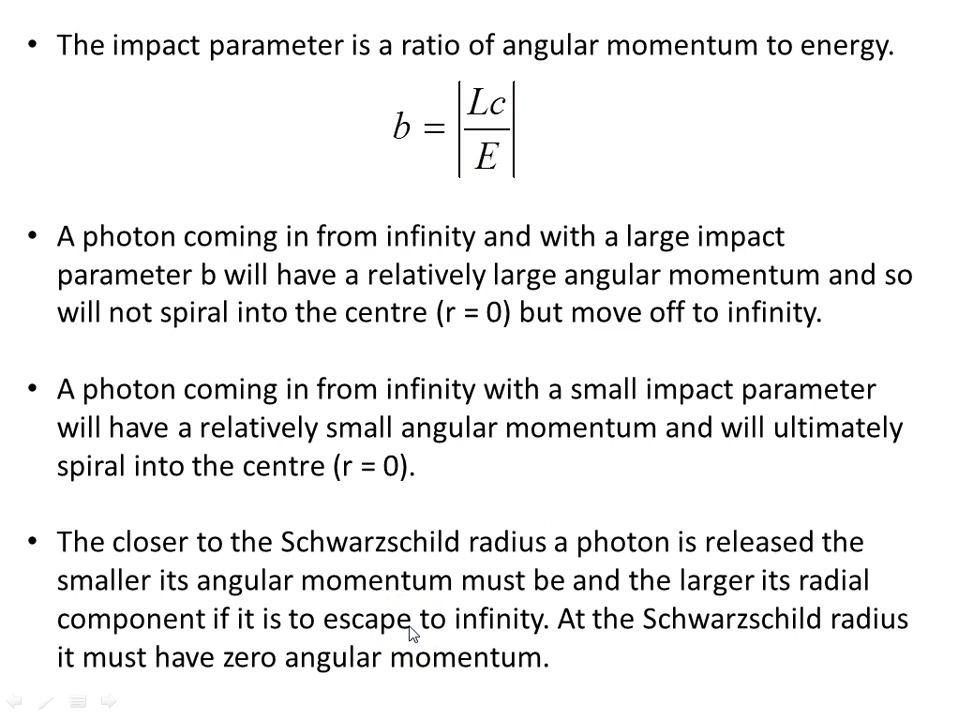 • The impact parameter is a ratio of angular momentum to energy.
b = |Lc/E|
• A photon coming in from infinity and with a large impact
parameter b will have a relatively large angular momentum and so
will not spiral into the centre (r = 0) but move off to infinity.
• A photon coming in from infinity with a small impact parameter
will have a relatively small angular momentum and will ultimately
spiral into the centre (r = 0).
• The closer to the Schwarzschild radius a photon is released the
smaller its angular momentum must be and the larger its radial
component if it is to escape to infinity. At the Schwarzschild radius
it must have zero angular momentum.